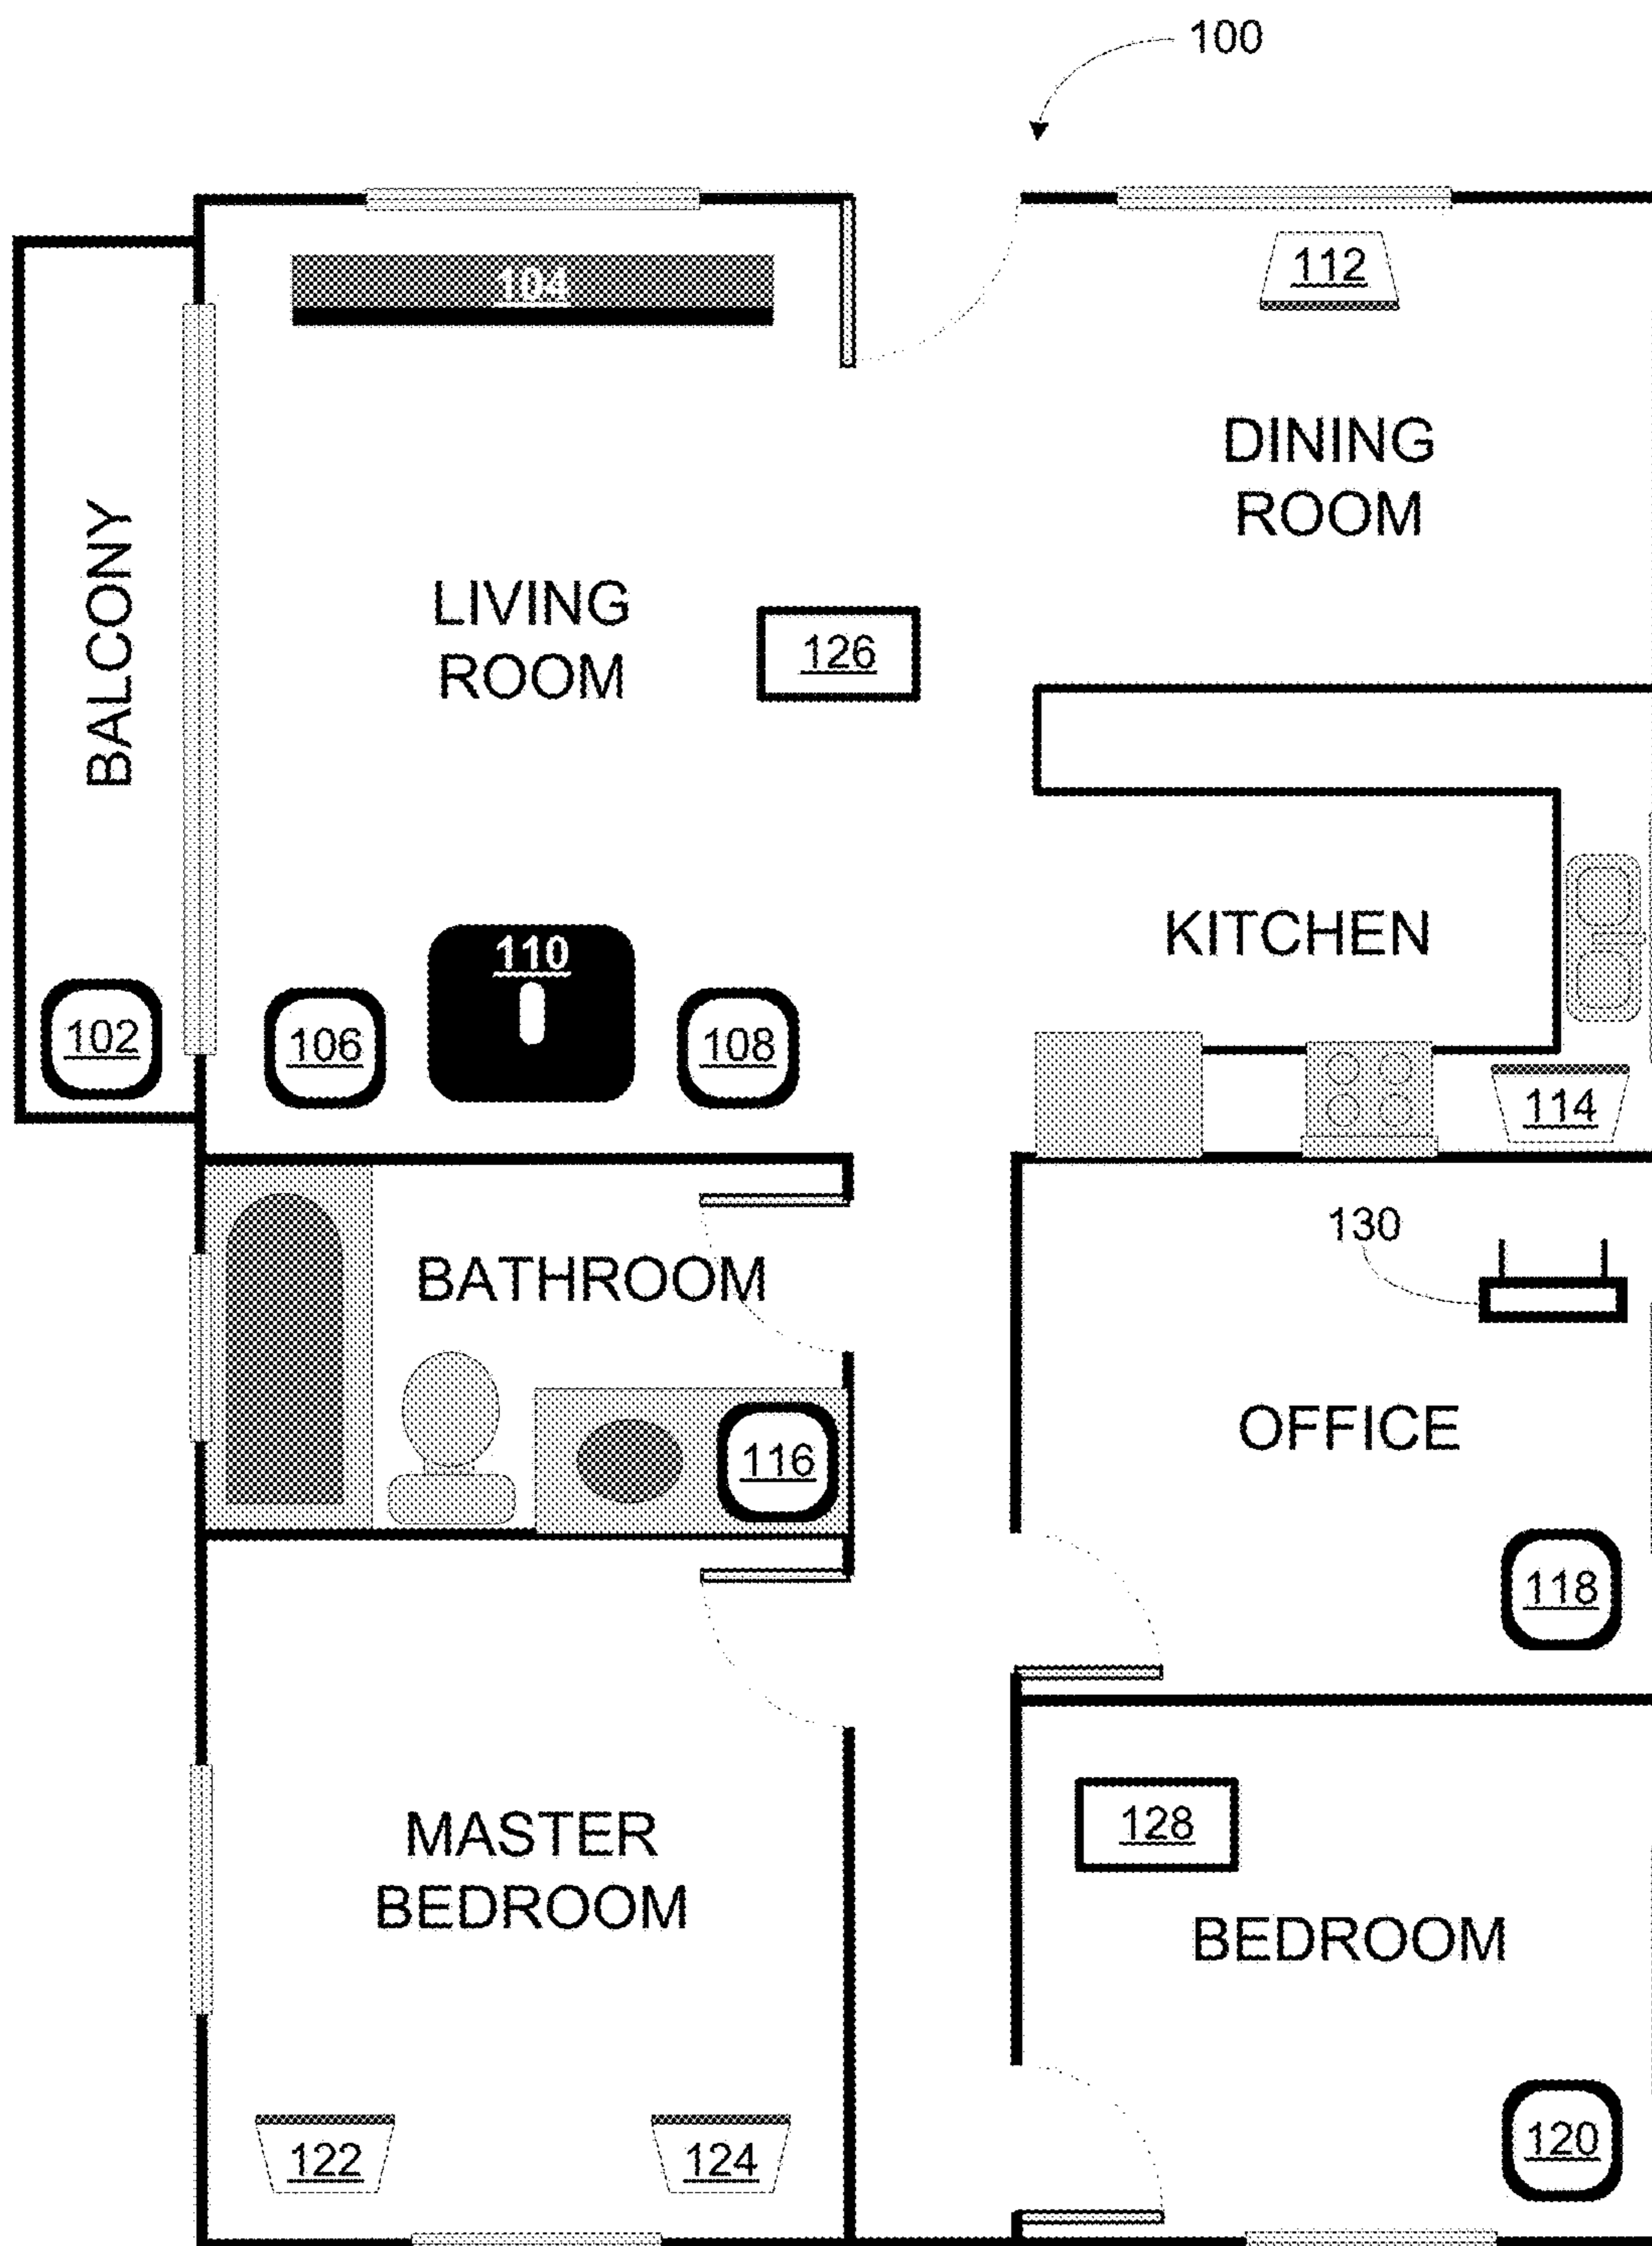 100
104
112
DINING
ROOM
BALCONY
LIVING
ROOM
126
KITCHEN
110
102
106
108
114
130
BATHROOM
OFFICE
116
118
128
MASTER
BEDROOM
BEDROOM
122
124
120